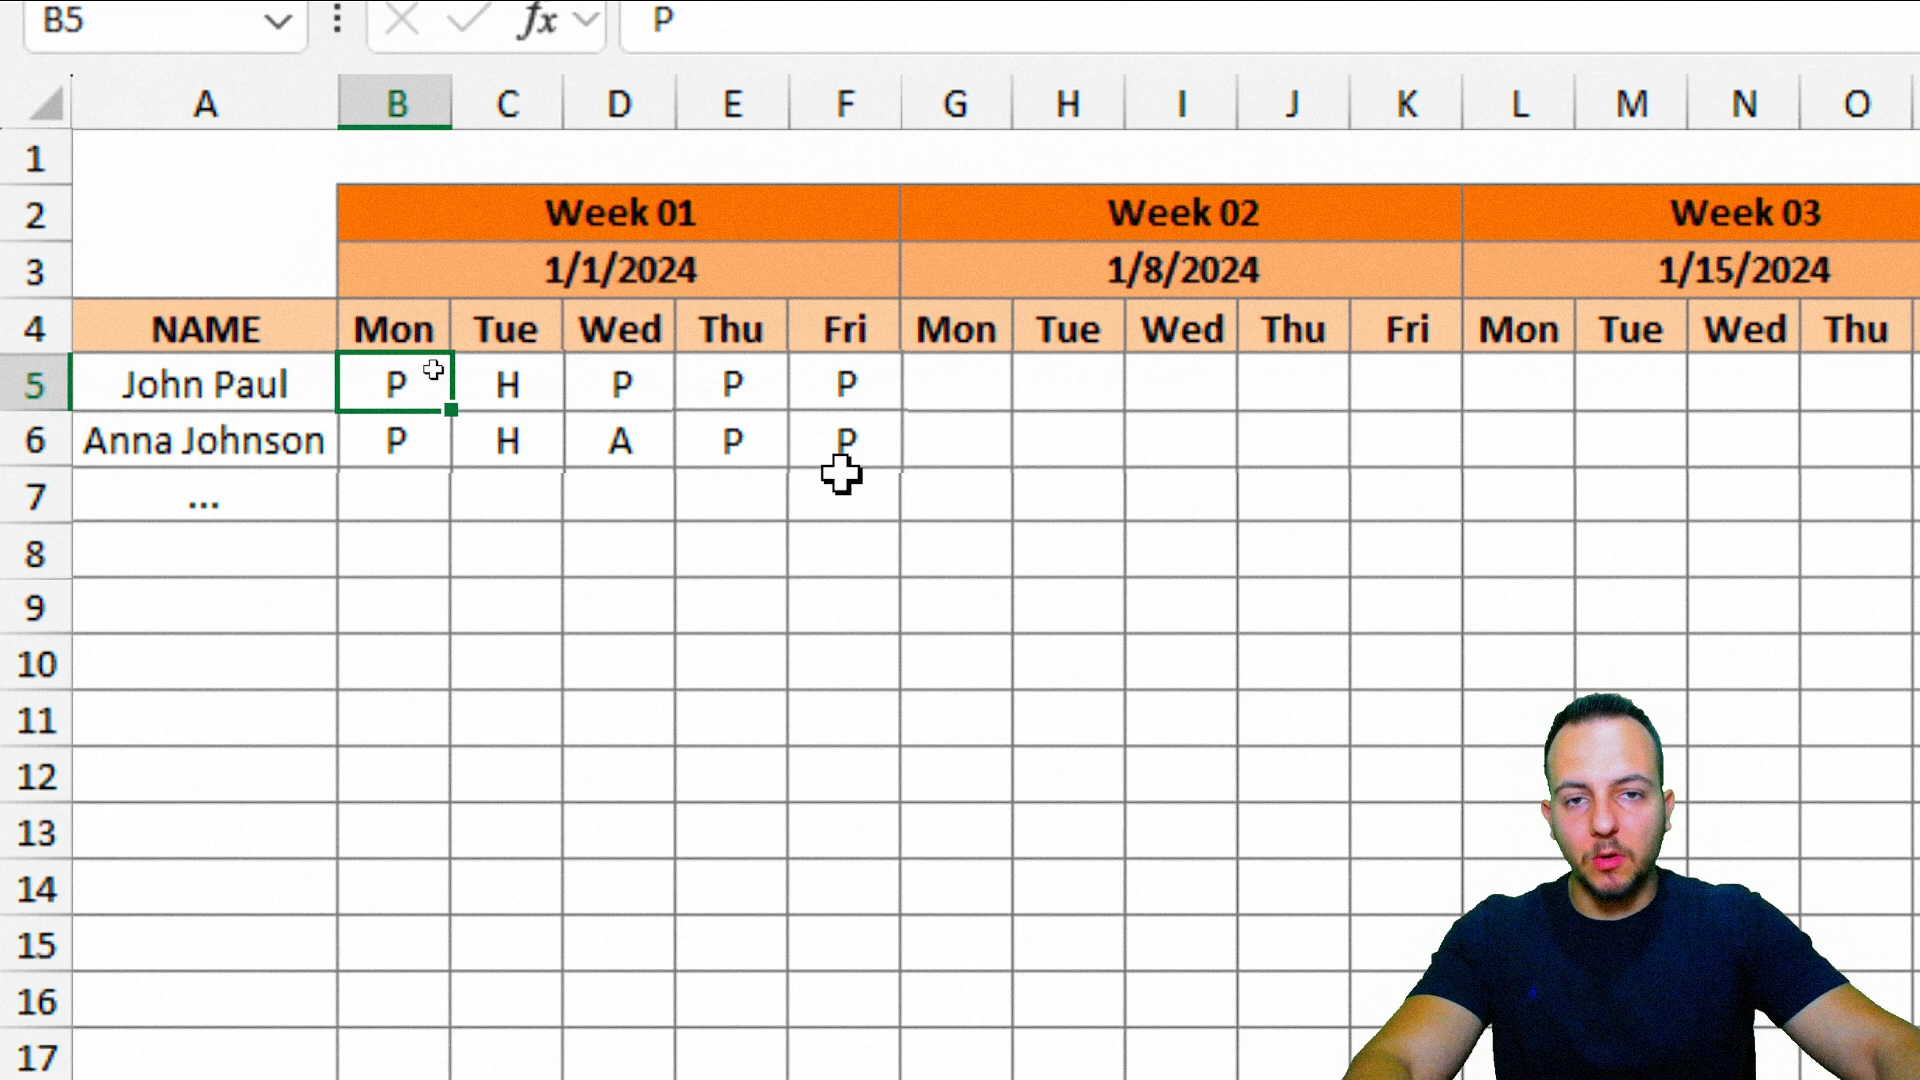 B5 fx P
A B C D E F G H I J K L M N O
1
2 Week 01 Week 02 Week 03
3 1/1/2024 1/8/2024 1/15/2024
4 NAME Mon Tue Wed Thu Fri Mon Tue Wed Thu Fri Mon Tue Wed Thu
5 John Paul P H P P P
6 Anna Johnson P H A P P
7 ...
8
9
10
11
12
13
14
15
16
17